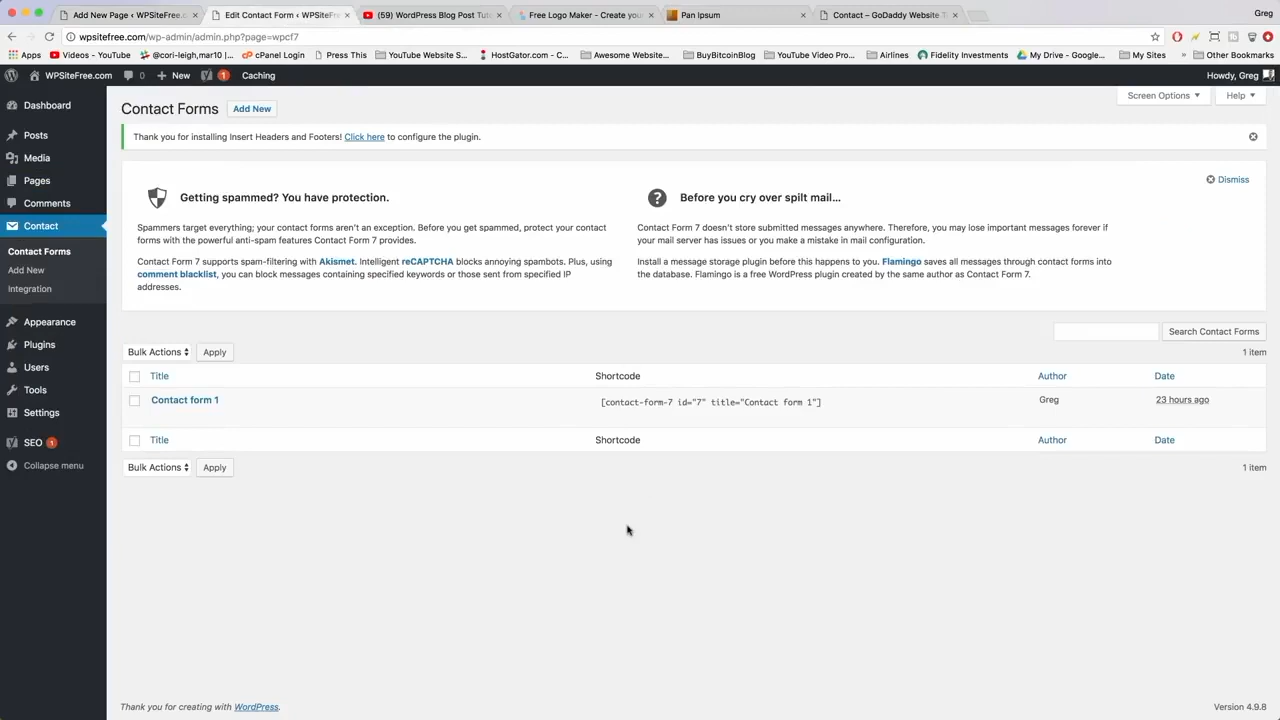 Add New Page ‹ WPSiteFree.c
Edit Contact Form ‹ WPSiteFre
(59) WordPress Blog Post Tut
Free Logo Maker - Create you
Pan Ipsum
Contact – GoDaddy Website T
Greg
wpsitefree.com/wp-admin/admin.php?page=wpcf7
Apps
Videos - YouTube
@cori-leigh,mar10 |...
cPanel Login
Press This
YouTube Website S...
HostGator.com - C...
Awesome Website...
BuyBitcoinBlog
YouTube Video Pro...
Airlines
Fidelity Investments
My Drive - Google...
My Sites
»
Other Bookmarks
WPSiteFree.com
0
+ New
1
Caching
Howdy, Greg
Dashboard
Posts
Media
Pages
Comments
Contact
Contact Forms
Add New
Integration
Appearance
Plugins
Users
Tools
Settings
SEO 1
Collapse menu
Screen Options
Help
Contact Forms
Add New
Thank you for installing Insert Headers and Footers! Click here to configure the plugin.
Dismiss
Getting spammed? You have protection.
Spammers target everything; your contact forms aren't an exception. Before you get spammed, protect your contact
forms with the powerful anti-spam features Contact Form 7 provides.
Contact Form 7 supports spam-filtering with Akismet. Intelligent reCAPTCHA blocks annoying spambots. Plus, using
comment blacklist, you can block messages containing specified keywords or those sent from specified IP
addresses.
Before you cry over spilt mail...
Contact Form 7 doesn't store submitted messages anywhere. Therefore, you may lose important messages forever if
your mail server has issues or you make a mistake in mail configuration.
Install a message storage plugin before this happens to you. Flamingo saves all messages through contact forms into
the database. Flamingo is a free WordPress plugin created by the same author as Contact Form 7.
Search Contact Forms
Bulk Actions
Apply
1 item
Title
Shortcode
Author
Date
Contact form 1
[contact-form-7 id="7" title="Contact form 1"]
Greg
23 hours ago
Title
Shortcode
Author
Date
Bulk Actions
Apply
1 item
Thank you for creating with WordPress.
Version 4.9.8